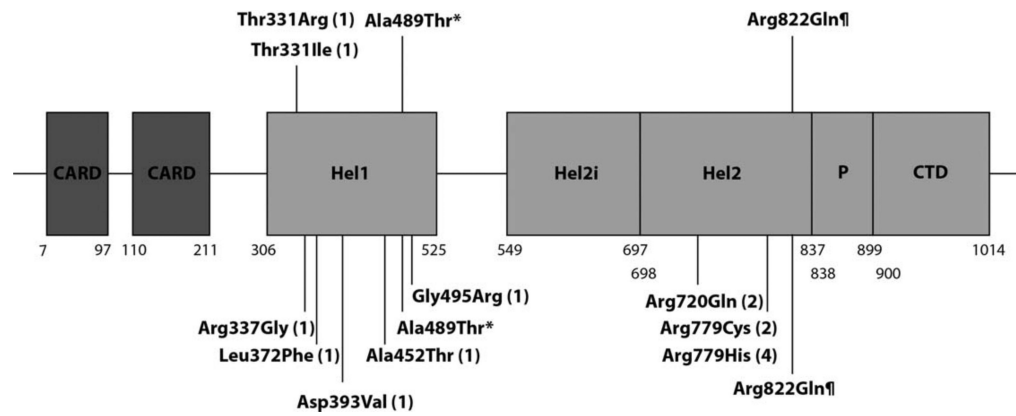 Thr331Arg (1) Ala489Thr* Arg822Gln¶
Thr331Ile (1)
CARD CARD Hel1 Hel2i Hel2 P CTD
7 97 110 211 306 525 549 697 837 899 1014
698 838 900
Gly495Arg (1) Arg720Gln (2)
Arg337Gly (1) Ala489Thr* Arg779Cys (2)
Leu372Phe (1) Ala452Thr (1) Arg779His (4)
Arg822Gln¶
Asp393Val (1)